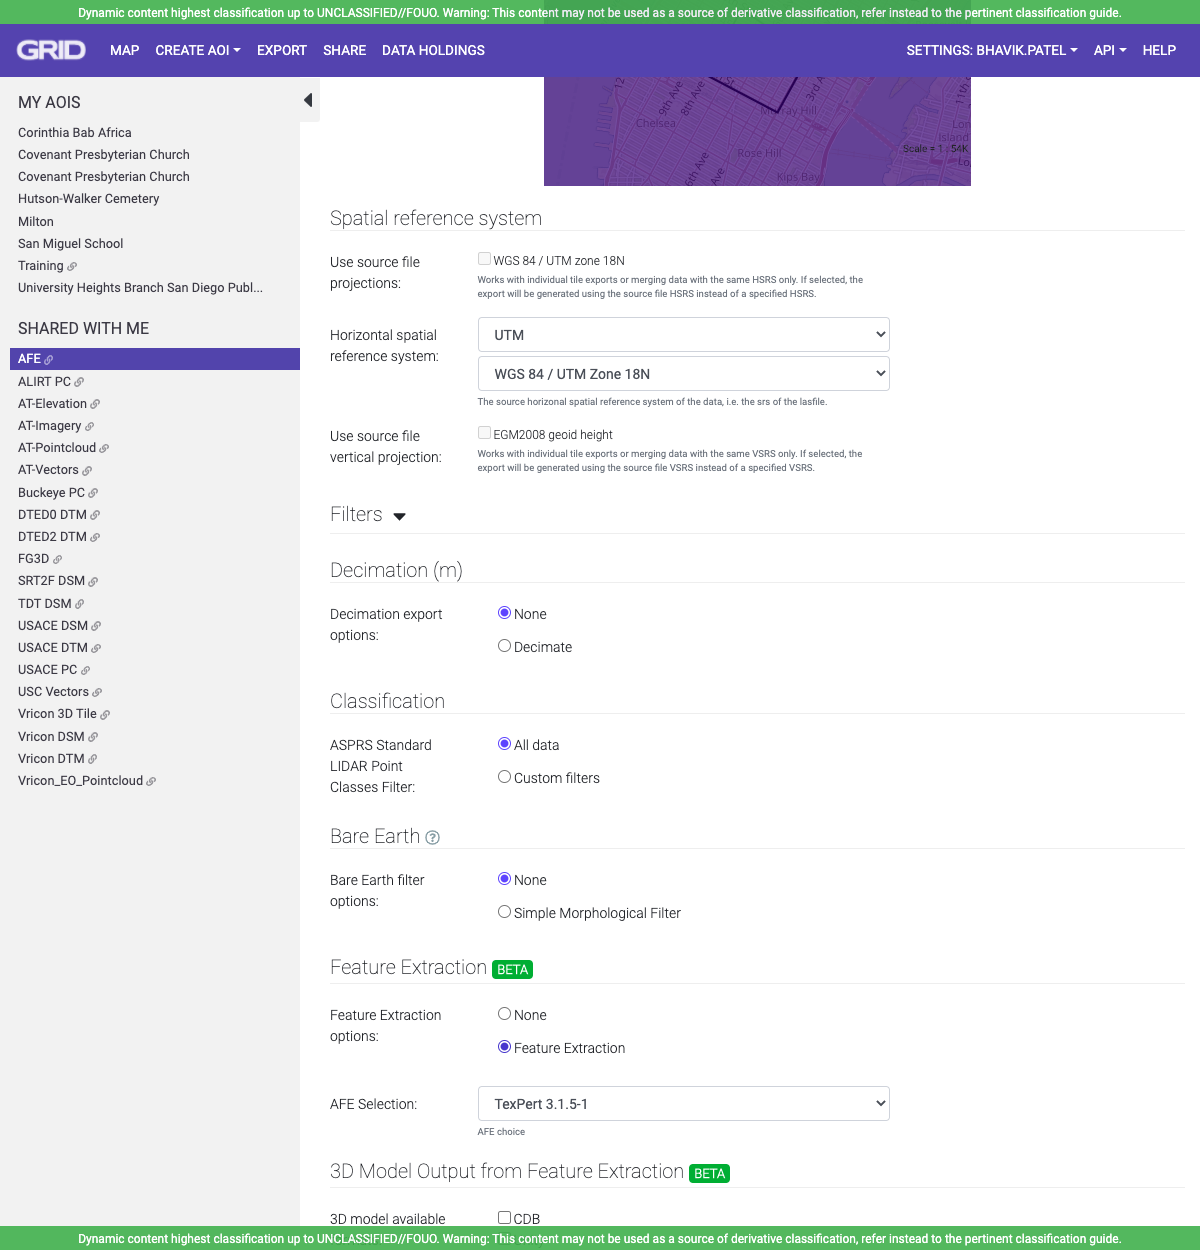 Dynamic content highest classification up to UNCLASSIFIED//FOUO. Warning: This content may not be used as a source of derivative classification, refer instead to the pertinent classification guide.
GRID MAP CREATE AOI EXPORT SHARE DATA HOLDINGS SETTINGS: BHAVIK.PATEL API HELP
MY AOIS
Corinthia Bab Africa
Covenant Presbyterian Church
Covenant Presbyterian Church
Hutson-Walker Cemetery
Milton
San Miguel School
Training
University Heights Branch San Diego Publ...
SHARED WITH ME
AFE
ALIRT PC
AT-Elevation
AT-Imagery
AT-Pointcloud
AT-Vectors
Buckeye PC
DTED0 DTM
DTED2 DTM
FG3D
SRT2F DSM
TDT DSM
USACE DSM
USACE DTM
USACE PC
USC Vectors
Vricon 3D Tile
Vricon DSM
Vricon DTM
Vricon_EO_Pointcloud
12
9th Ave
8th Ave
3rd A
11th
Murray Hill
Chelsea
Lon
Island
Scale = 1 : 54K
Rose Hill
Lo
6th Ave
Ave
Kips Bay
Spatial reference system
Use source file
projections:
WGS 84 / UTM zone 18N
Works with individual tile exports or merging data with the same HSRS only. If selected, the
export will be generated using the source file HSRS instead of a specified HSRS.
Horizontal spatial
reference system:
UTM
WGS 84 / UTM Zone 18N
The source horizonal spatial reference system of the data, i.e. the srs of the lasfile.
Use source file
vertical projection:
EGM2008 geoid height
Works with individual tile exports or merging data with the same VSRS only. If selected, the
export will be generated using the source file VSRS instead of a specified VSRS.
Filters
Decimation (m)
Decimation export
options:
None
Decimate
Classification
ASPRS Standard
LIDAR Point
Classes Filter:
All data
Custom filters
Bare Earth ?
Bare Earth filter
options:
None
Simple Morphological Filter
Feature Extraction BETA
Feature Extraction
options:
None
Feature Extraction
AFE Selection:
TexPert 3.1.5-1
AFE choice
3D Model Output from Feature Extraction BETA
3D model available
CDB
Dynamic content highest classification up to UNCLASSIFIED//FOUO. Warning: This content may not be used as a source of derivative classification, refer instead to the pertinent classification guide.